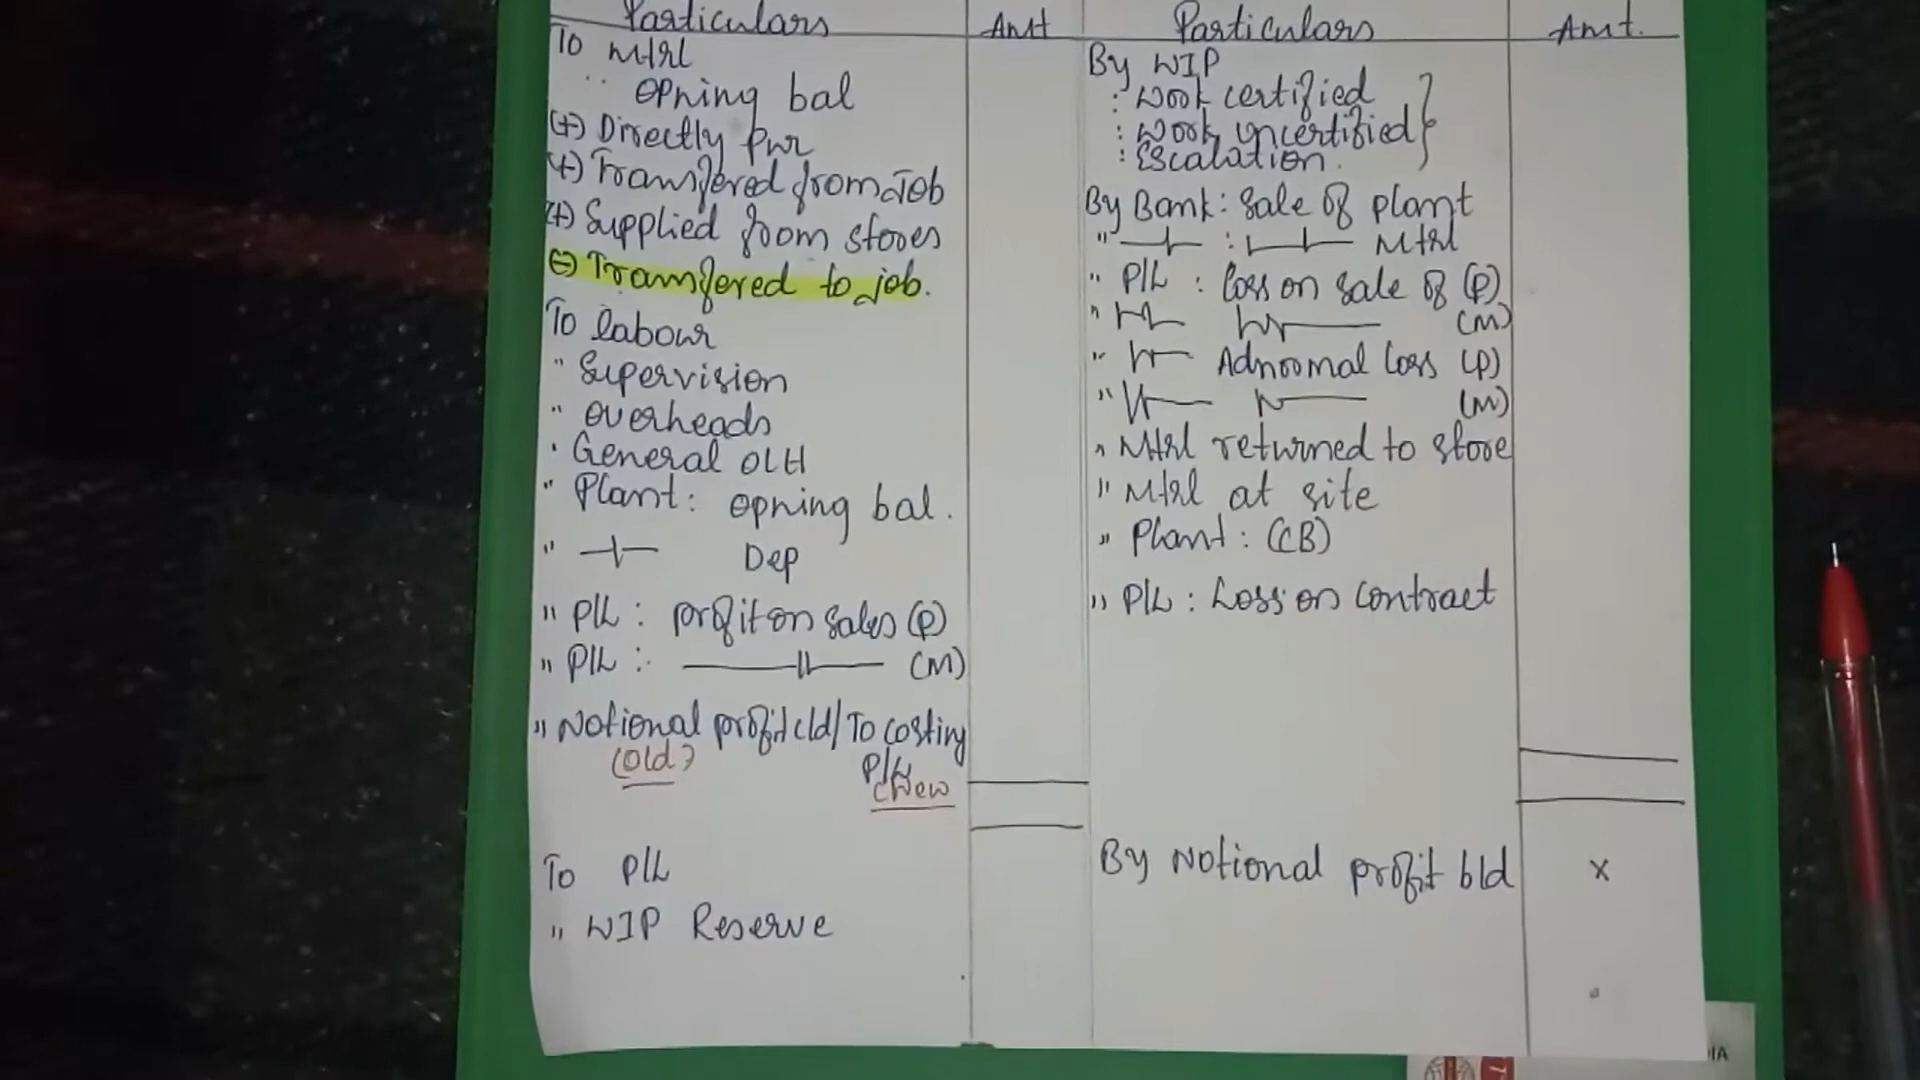 Particulars
Amt
Particulars
Amt.
To Mtrl
opning bal
(+) Directly pur
(+) Transfered from Job
(+) Supplied from stores
(-) Transfered to job.
To labour
" Supervision
" overheads
" General O/H
" Plant: opning bal.
" Dep
" P/L : profit on sales (P)
" P/L : (M)
" Notional profit c/d / To costing
(old)
P/L
(New
To P/L
" WIP Reserve
By WIP
: work certified
: work uncertified
: Escalation.
By Bank: Sale of plant
" : Mtrl
" P/L : loss on sale of (P)
" (M)
" Adnormal loss (P)
" (M)
" Mtrl returned to store
" Mtrl at site
" Plant: (CB)
" P/L : Loss on contract
By Notional profit b/d
x
IA